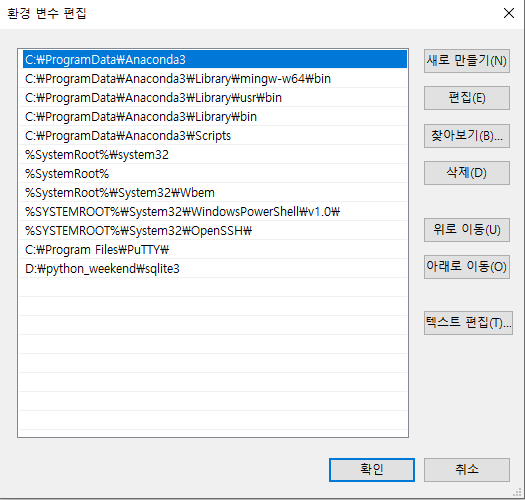 환경 변수 편집
C:₩ProgramData₩Anaconda3
C:₩ProgramData₩Anaconda3₩Library₩mingw-w64₩bin
C:₩ProgramData₩Anaconda3₩Library₩usr₩bin
C:₩ProgramData₩Anaconda3₩Library₩bin
C:₩ProgramData₩Anaconda3₩Scripts
%SystemRoot%₩system32
%SystemRoot%
%SystemRoot%₩System32₩Wbem
%SYSTEMROOT%₩System32₩WindowsPowerShell₩v1.0₩
%SYSTEMROOT%₩System32₩OpenSSH₩
C:₩Program Files₩PuTTY₩
D:₩python_weekend₩sqlite3
새로 만들기(N)
편집(E)
찾아보기(B)...
삭제(D)
위로 이동(U)
아래로 이동(O)
텍스트 편집(T)...
확인
취소